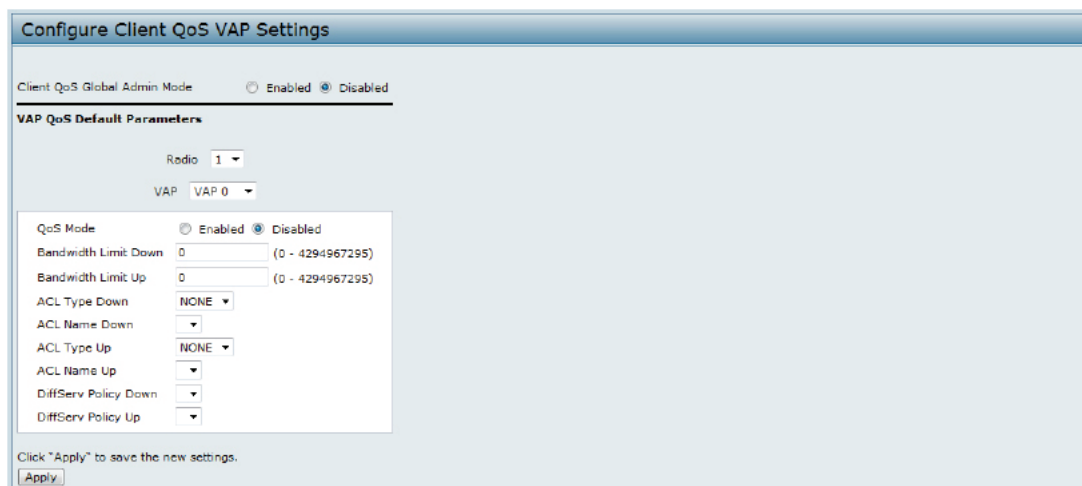 Configure Client QoS VAP Settings
Client QoS Global Admin Mode Enabled Disabled
VAP QoS Default Parameters
Radio 1
VAP VAP 0
QoS Mode Enabled Disabled
Bandwidth Limit Down 0 (0 - 4294967295)
Bandwidth Limit Up 0 (0 - 4294967295)
ACL Type Down NONE
ACL Name Down
ACL Type Up NONE
ACL Name Up
DiffServ Policy Down
DiffServ Policy Up
Click "Apply" to save the new settings.
Apply